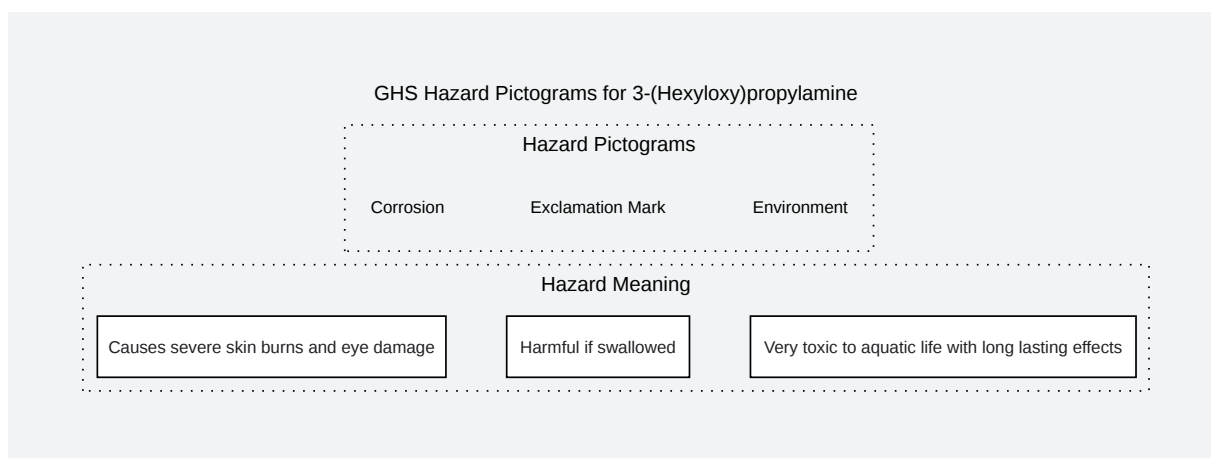 GHS Hazard Pictograms for 3-(Hexyloxy)propylamine
Hazard Pictograms
Corrosion
Exclamation Mark
Environment
Hazard Meaning
Causes severe skin burns and eye damage
Harmful if swallowed
Very toxic to aquatic life with long lasting effects